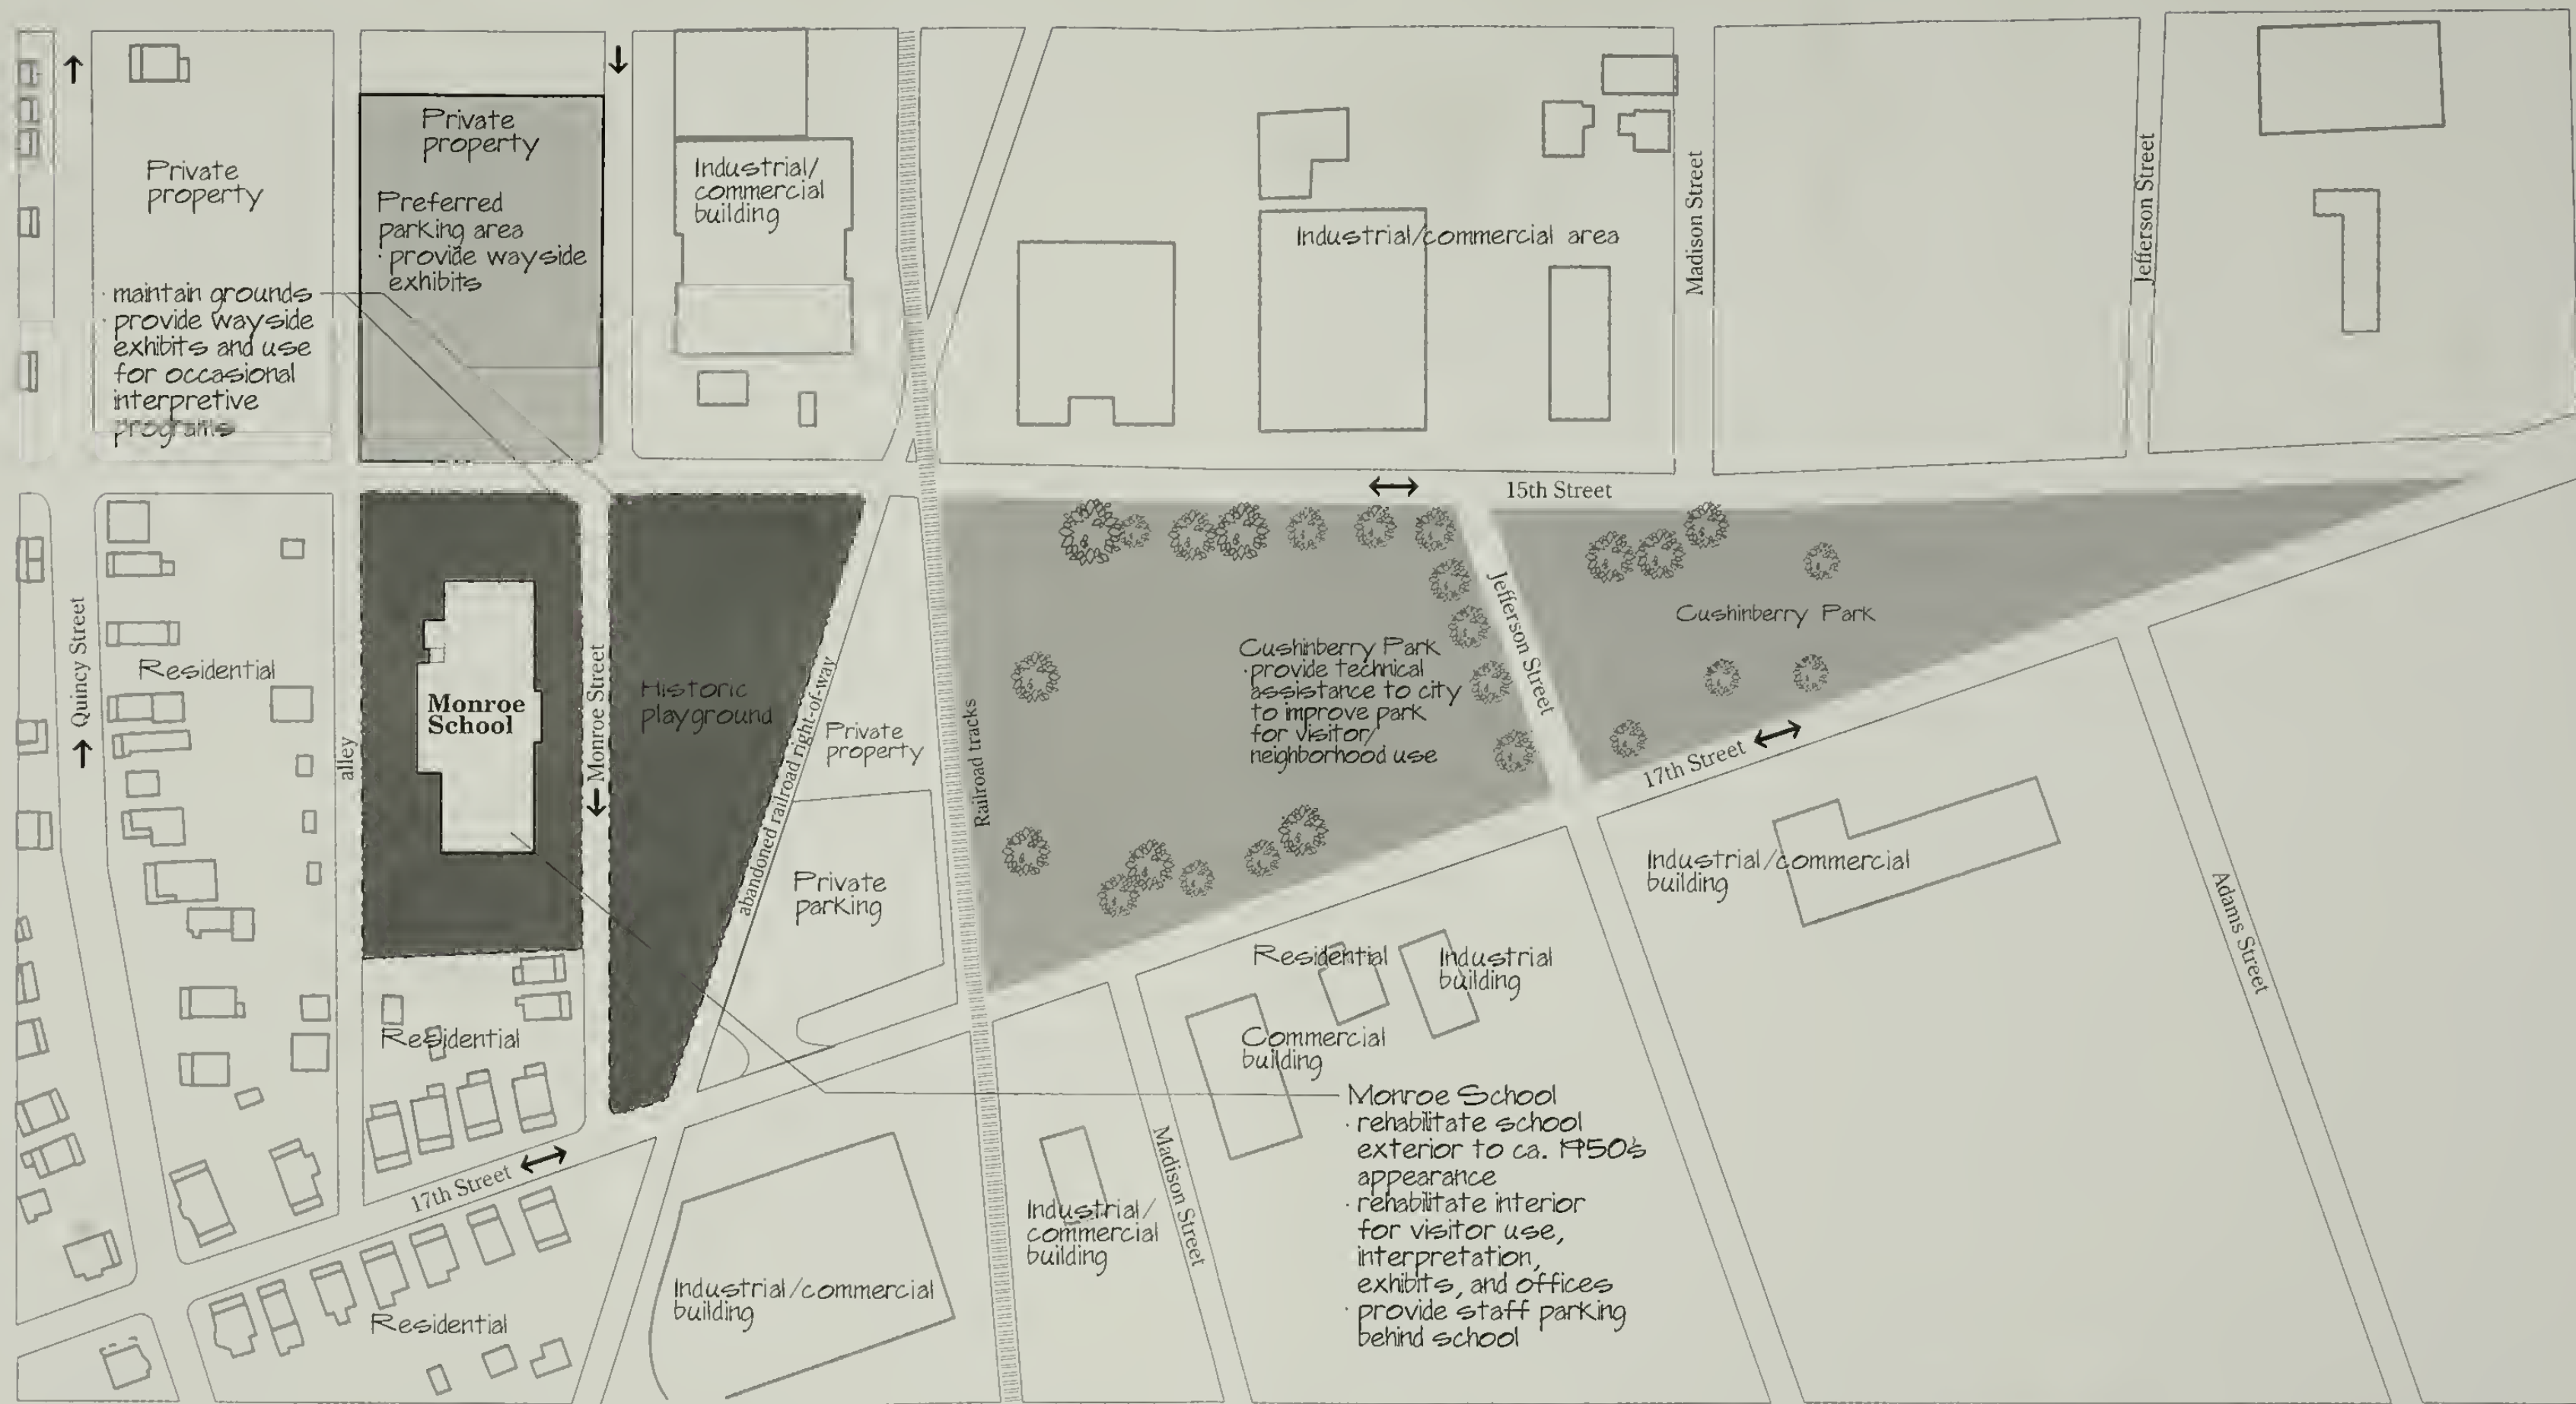 Private
property
Private
property
Preferred
parking area
· provide wayside
exhibits
· maintain grounds
· provide wayside
exhibits and use
for occasional
interpretive
programs
Industrial/
commercial
building
Industrial/commercial area
Madison Street
Jefferson Street
15th Street
Quincy Street
Residential
alley
Monroe
School
Monroe Street
Historic
playground
abandoned railroad right-of-way
Private
property
Private
parking
Railroad tracks
Cushinberry Park
· provide technical
assistance to city
to improve park
for visitor/
neighborhood use
Jefferson Street
Cushinberry Park
17th Street
Industrial/commercial
building
Adams Street
Residential
Industrial
building
Commercial
building
Residential
17th Street
Residential
Industrial/commercial
building
Industrial/
commercial
building
Madison Street
Monroe School
· rehabilitate school
exterior to ca. 1950's
appearance
· rehabilitate interior
for visitor use,
interpretation,
exhibits, and offices
· provide staff parking
behind school